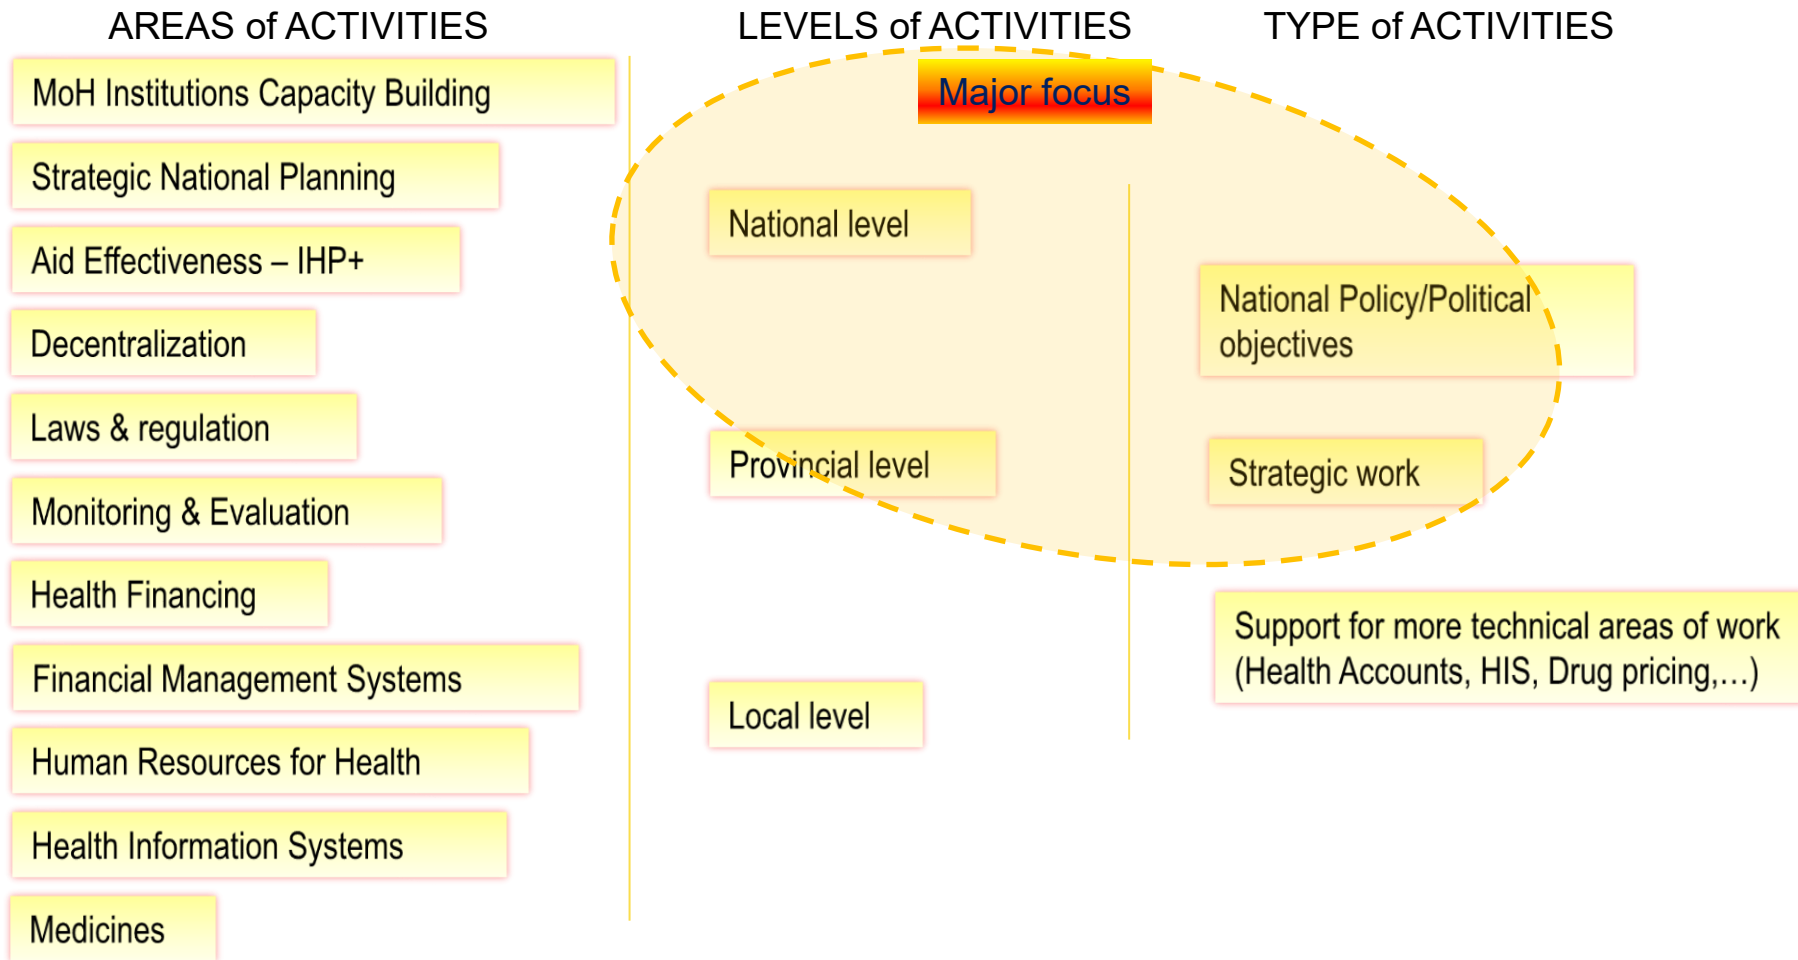 AREAS of ACTIVITIES
MoH Institutions Capacity Building
Strategic National Planning
Aid Effectiveness – IHP+
Decentralization
Laws & regulation
Monitoring & Evaluation
Health Financing
Financial Management Systems
Human Resources for Health
Health Information Systems
Medicines
LEVELS of ACTIVITIES
Major focus
National level
Provincial level
Local level
TYPE of ACTIVITIES
National Policy/Political
objectives
Strategic work
Support for more technical areas of work
(Health Accounts, HIS, Drug pricing,…)